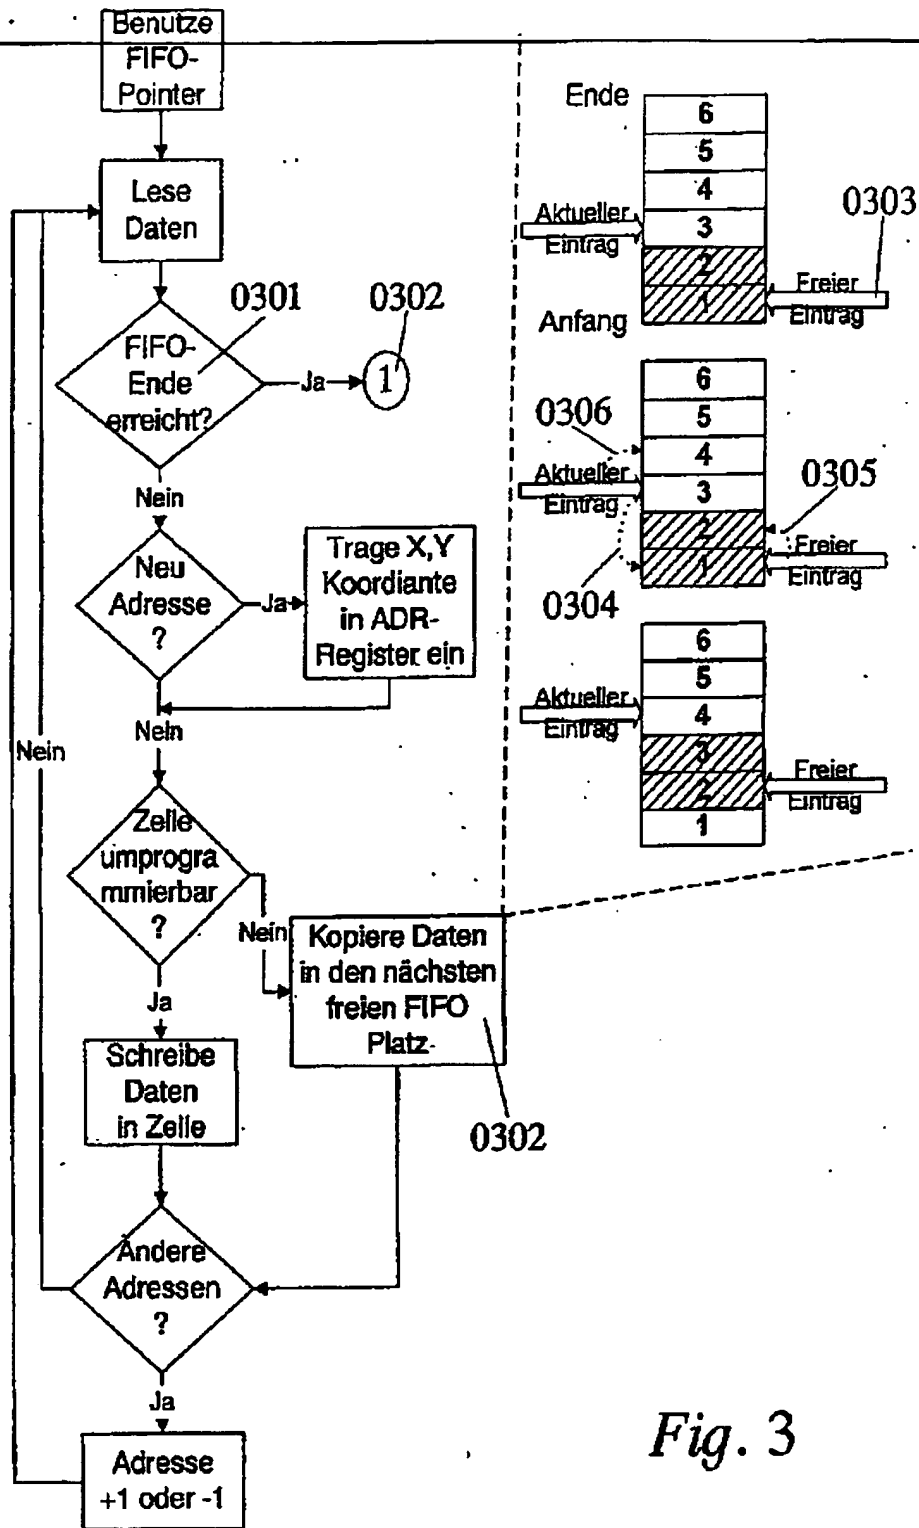 Benutze
FIFO-
Pointer
Lese
Daten
0301
0302
FIFO-
Ende
erreicht?
Ja
1
Nein
Neu
Adresse
?
Ja
Trage X,Y
Koordiante
in ADR-
Register ein
Nein
Nein
Zelle
umprogra
mmierbar
?
Nein
Kopiere Daten
in den nächsten
freien FIFO
Platz
0302
Ja
Schreibe
Daten
in Zelle
Ändere
Adressen
?
Ja
Adresse
+1 oder -1
Ende
6
5
4
3
2
1
Aktueller
Eintrag
0303
Freier
Eintrag
Anfang
6
5
4
3
2
1
0306
Aktueller
Eintrag
0305
Freier
Eintrag
0304
6
5
4
3
2
1
Aktueller
Eintrag
Freier
Eintrag
Fig. 3